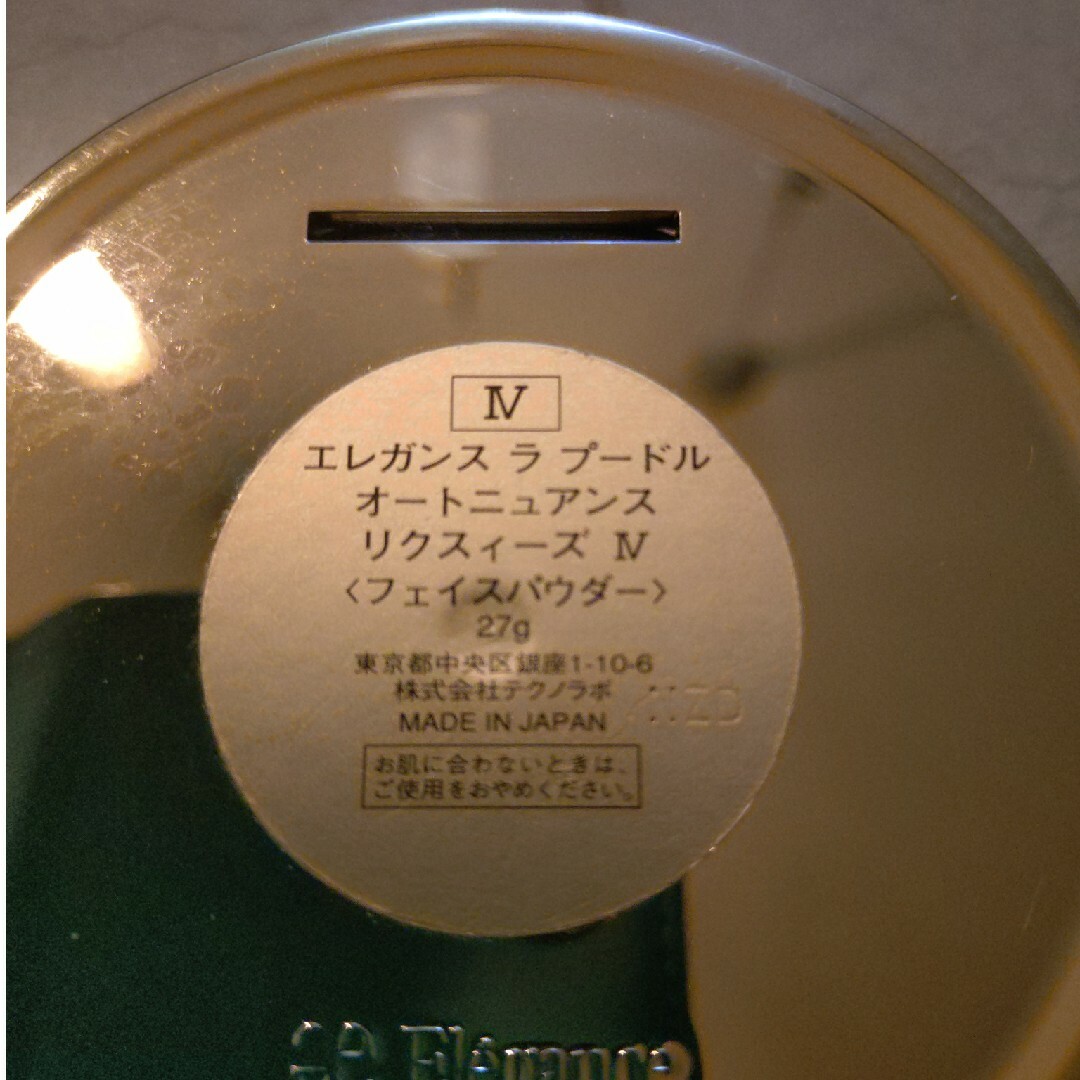 Ⅳ
エレガンス ラ プードル
オートニュアンス
リクスィーズ Ⅳ
〈フェイスパウダー〉
27g
東京都中央区銀座1-10-6
株式会社テクノラボ
MADE IN JAPAN
お肌に合わないときは、
ご使用をおやめください。
Elégance